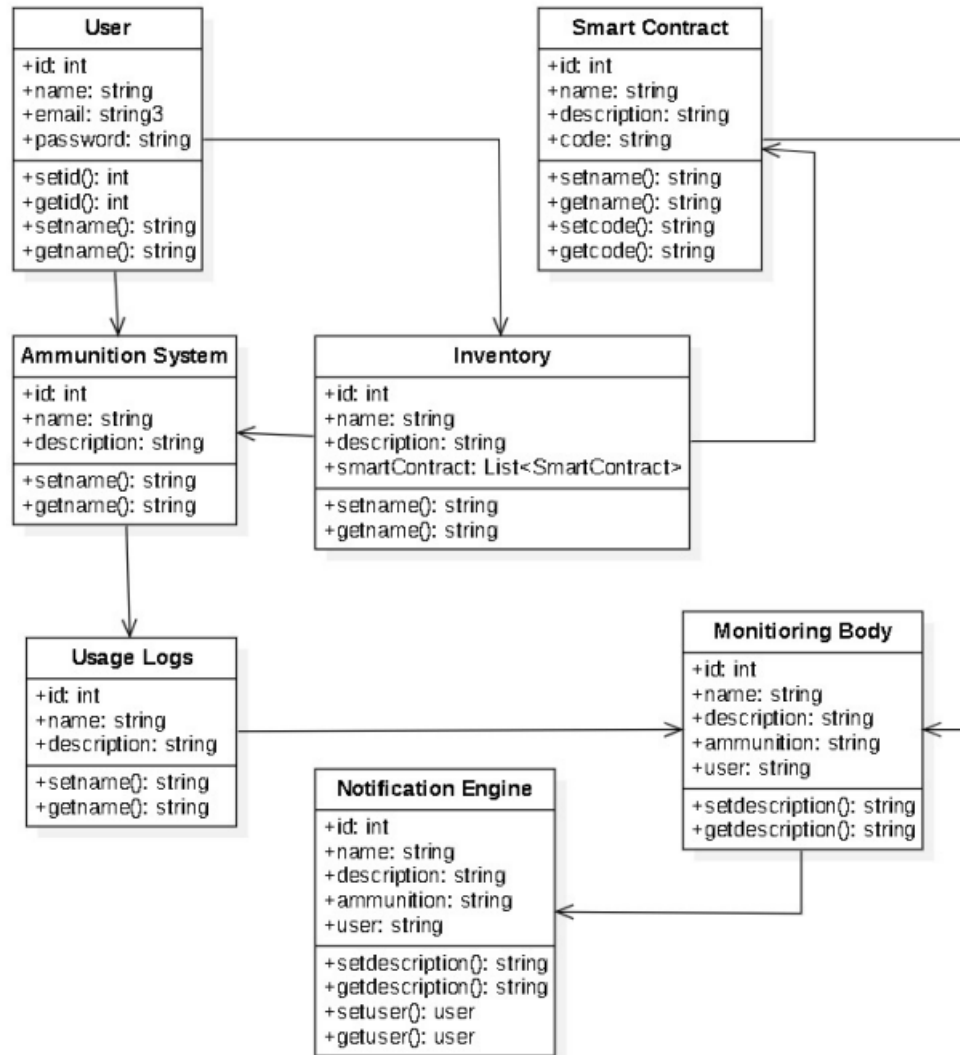 User
+id: int
+name: string
+email: string3
+password: string
+setid(): int
+getid(): int
+setname(): string
+getname(): string
Smart Contract
+id: int
+name: string
+description: string
+code: string
+setname(): string
+getname(): string
+setcode(): string
+getcode(): string
Ammunition System
+id: int
+name: string
+description: string
+setname(): string
+getname(): string
Inventory
+id: int
+name: string
+description: string
+smartContract: List<SmartContract>
+setname(): string
+getname(): string
Usage Logs
+id: int
+name: string
+description: string
+setname(): string
+getname(): string
Monitioring Body
+id: int
+name: string
+description: string
+ammunition: string
+user: string
+setdescription(): string
+getdescription(): string
Notification Engine
+id: int
+name: string
+description: string
+ammunition: string
+user: string
+setdescription(): string
+getdescription(): string
+setuser(): user
+getuser(): user